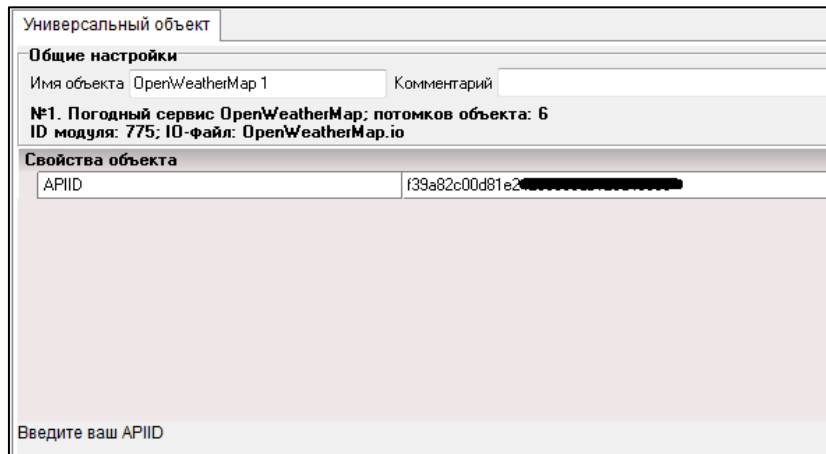 Универсальный объект
Общие настройки
Имя объекта OpenWeatherMap 1 Комментарий
№1. Погодный сервис OpenWeatherMap; потомков объекта: 6
ID модуля: 775; IO-файл: OpenWeatherMap.io
Свойства объекта
APIID f39a82c00d81e2
Введите ваш APIID